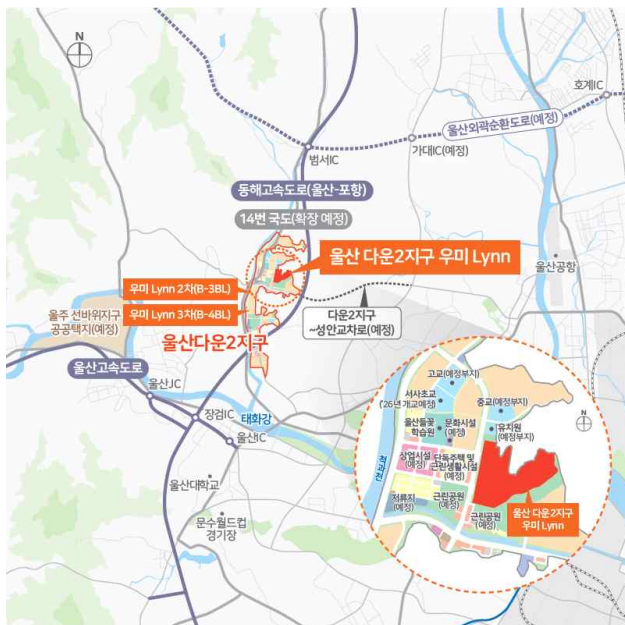 N
호계IC
울산외곽순환도로(예정)
범서IC
가대IC(예정)
동해고속도로(울산-포항)
14번 국도(확장 예정)
울산 다운2지구 우미 Lynn
울산공항
우미 Lynn 2차(B-3BL)
우미 Lynn 3차(B-4BL)
울주 선바위지구
공공택지(예정)
다운2지구
~성안교차로(예정)
울산다운2지구
울산고속도로
울산JC
장검IC
태화강
울산IC
울산대학교
문수월드컵
경기장
고교(예정부지)
서사초교
('26년 개교예정)
중교(예정부지)
N
울산들꽃
학습원
문화시설
(예정)
유치원
(예정부지)
척과천
상업시설
(예정)
단독주택 및
근린생활시설
(예정)
저류지
(예정)
근린공원
(예정)
근린공원
(예정)
울산 다운2지구
우미 Lynn